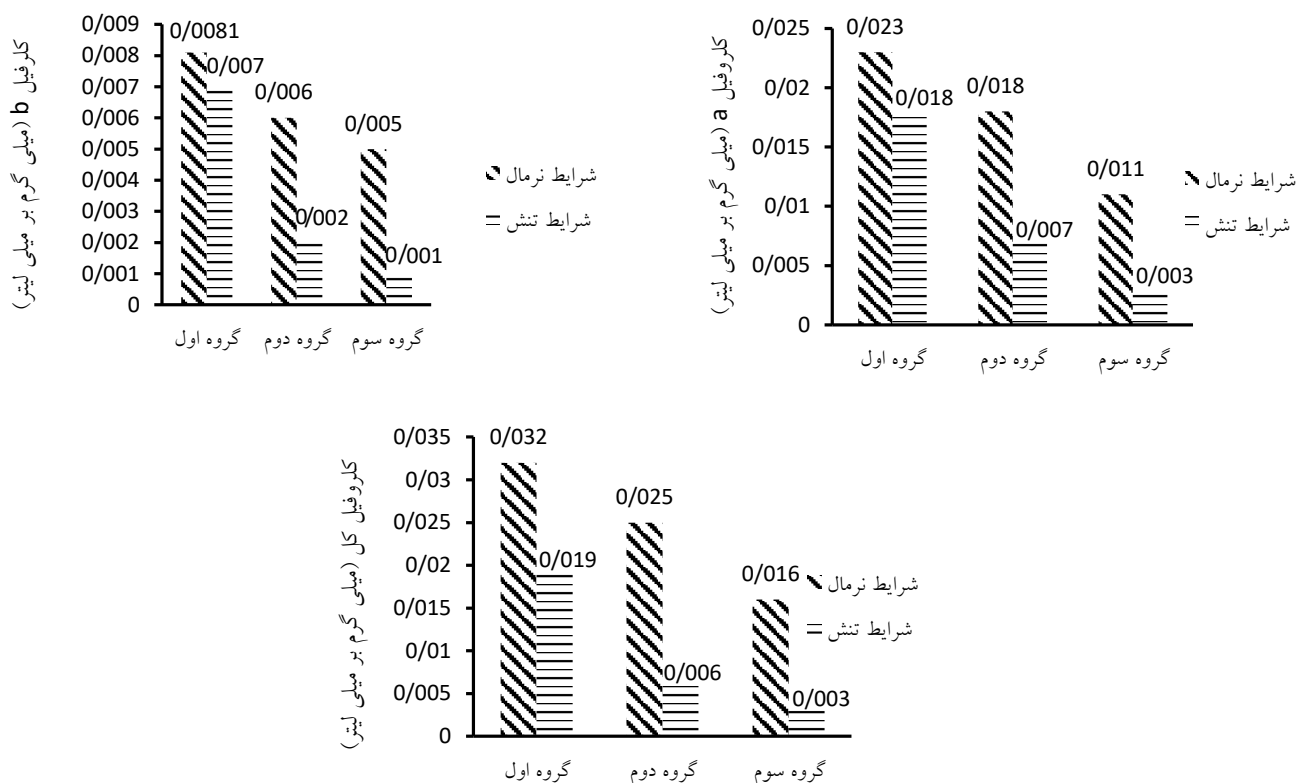 کلرفیل b (میلی گرم بر میلی لیتر)
0/009
0/008
0/007
0/006
0/005
0/004
0/003
0/002
0/001
0
0/0081
0/007
0/006
0/002
0/005
0/001
گروه اول
گروه دوم
گروه سوم
شرایط نرمال
شرایط تنش
کلروفیل a (میلی گرم بر میلی لیتر)
0/025
0/02
0/015
0/01
0/005
0
0/023
0/018
0/018
0/007
0/011
0/003
گروه اول
گروه دوم
گروه سوم
شرایط نرمال
شرایط تنش
کلروفیل کل (میلی گرم بر میلی لیتر)
0/035
0/03
0/025
0/02
0/015
0/01
0/005
0
0/032
0/019
0/025
0/006
0/016
0/003
گروه اول
گروه دوم
گروه سوم
شرایط نرمال
شرایط تنش